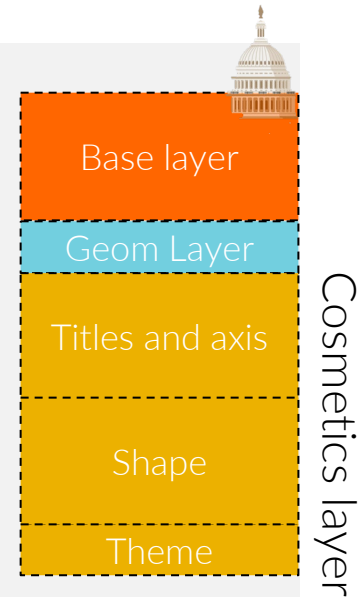 Base layer
Geom Layer
Titles and axis
Shape
Theme
Cosmetics layer